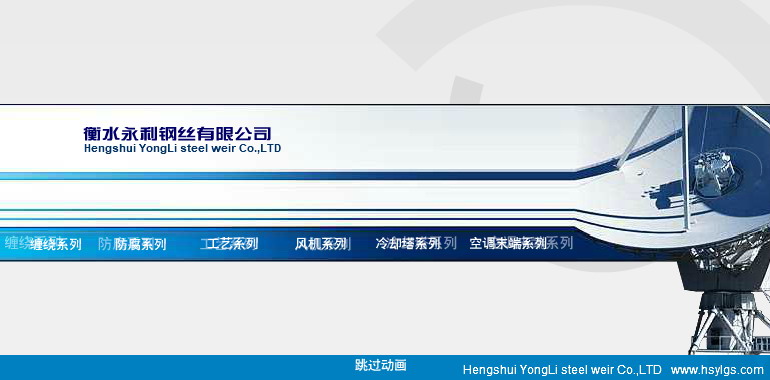 衡水永利钢丝有限公司
Hengshui YongLi steel weir Co.,LTD
缠绕系列 防腐系列 工艺系列 风机系列 冷却塔系列 空调末端系列
跳过动画
Hengshui YongLi steel weir Co.,LTD www.hsylgs.com